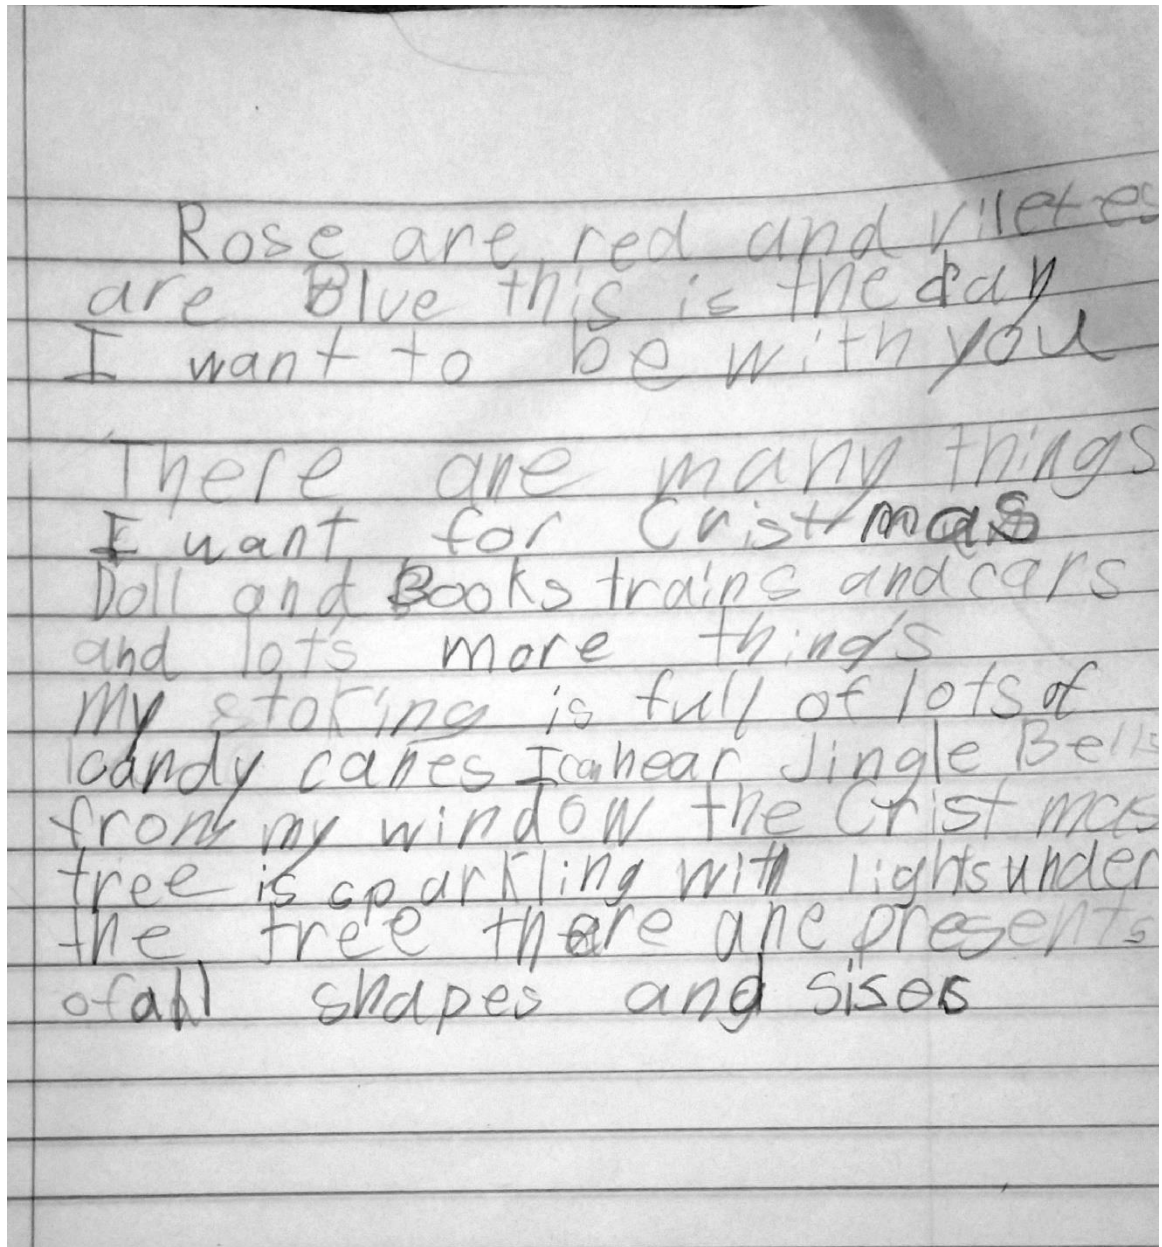 Rose are red and viletes
are Blue this is the day
I want to be with you
There are many things
I want for Cristmas
Doll and Books trains and cars
and lots more things
my stoking is full of lots of
candy canes I can hear Jingle Bells
from my window the Crist mas
tree is sparkling with lights under
the tree there are presents
of all shapes and sises